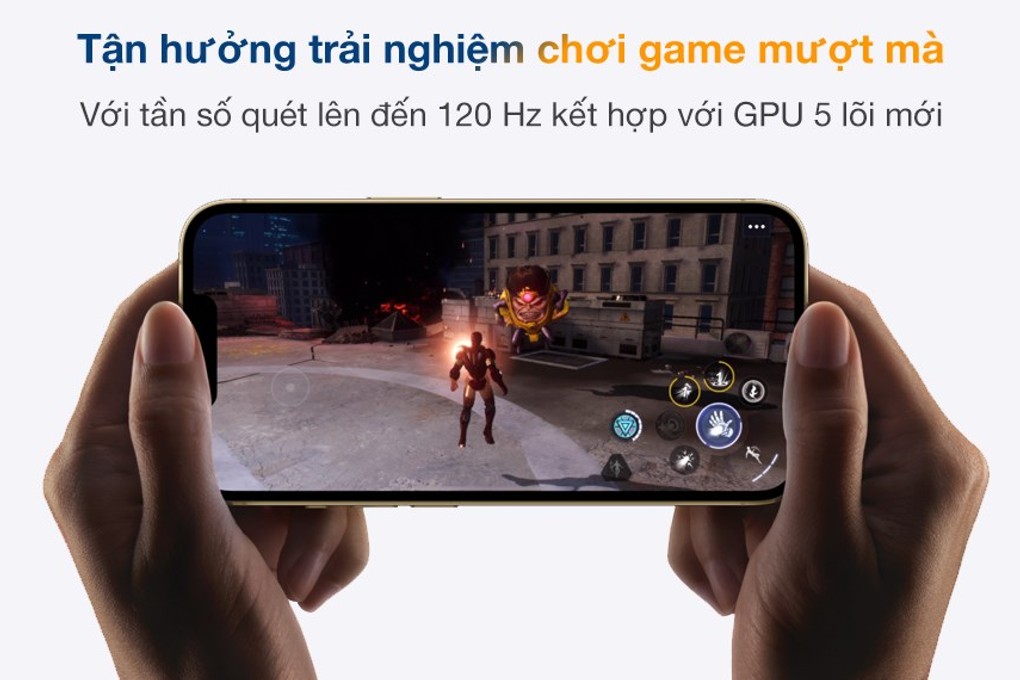 Tận hưởng trải nghiệm chơi game mượt mà
Với tần số quét lên đến 120 Hz kết hợp với GPU 5 lõi mới